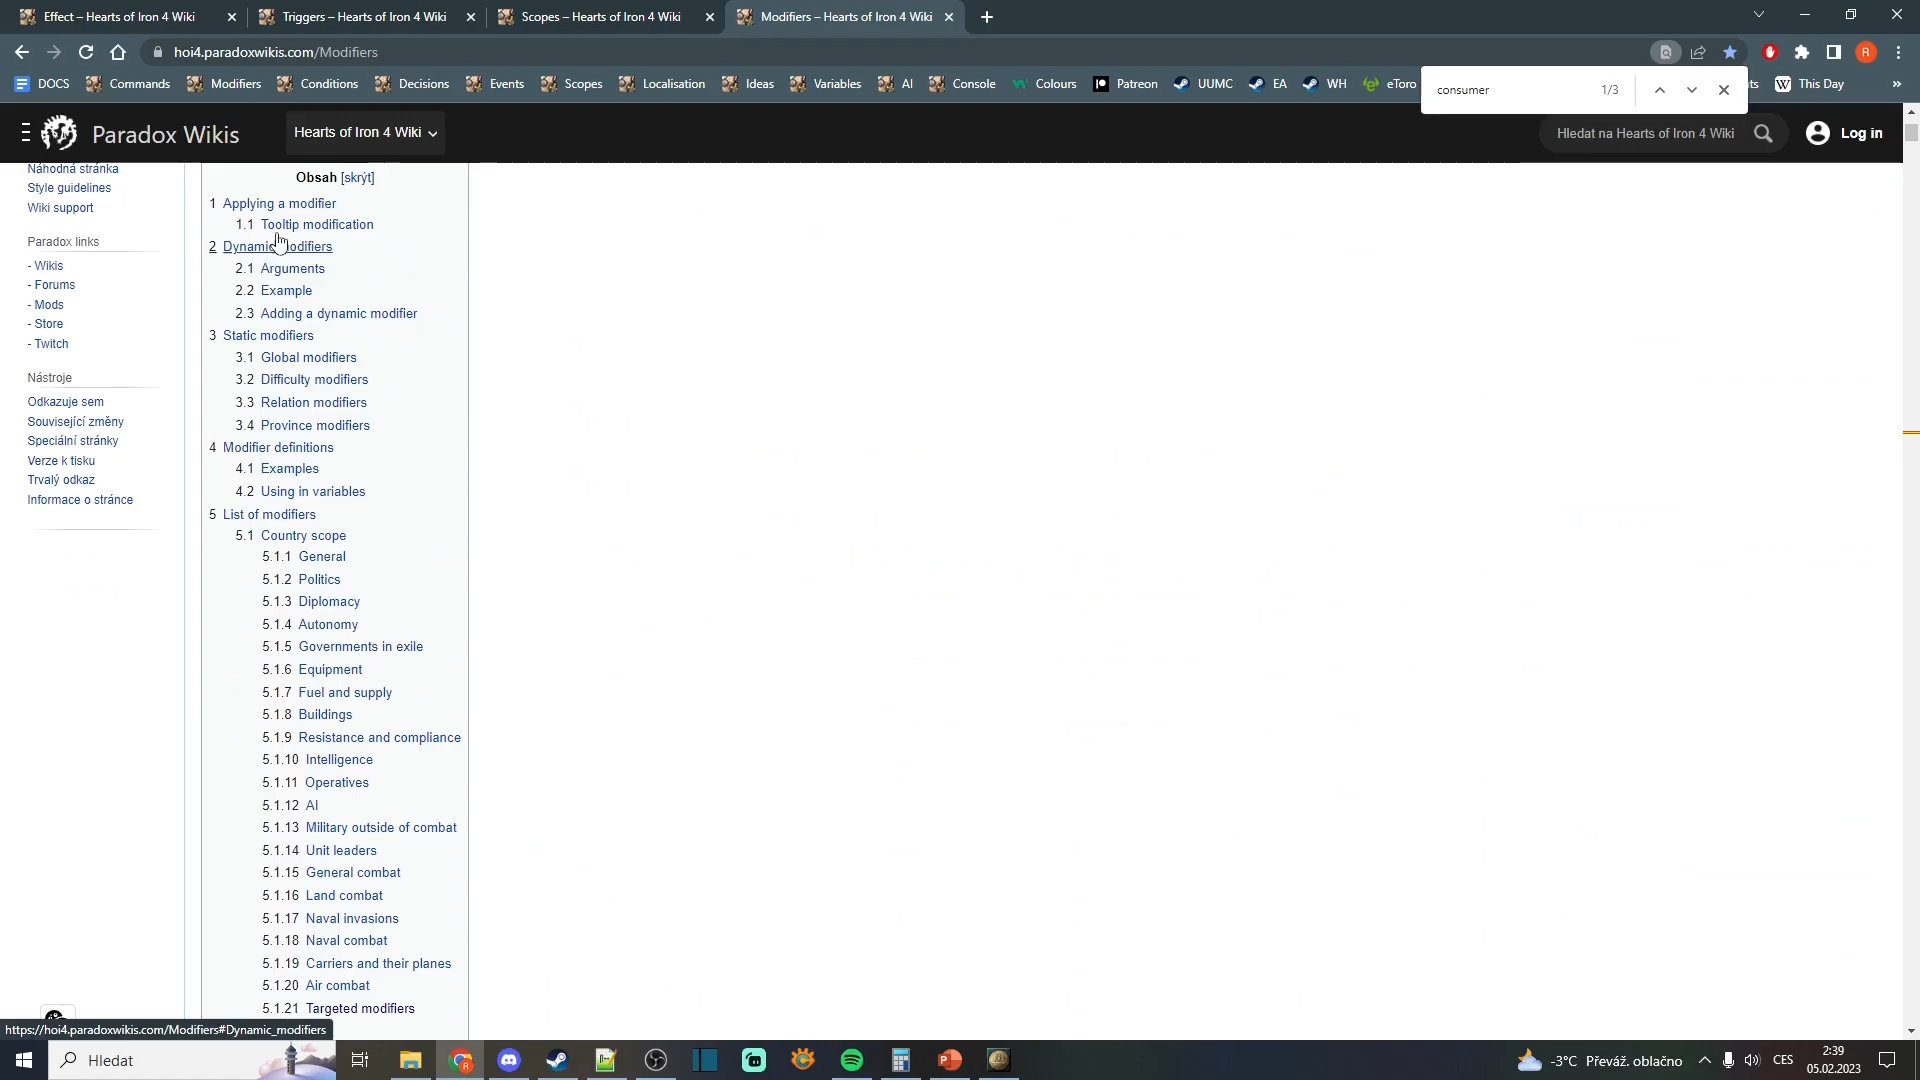 Effect – Hearts of Iron 4 Wiki
Triggers – Hearts of Iron 4 Wiki
Scopes – Hearts of Iron 4 Wiki
Modifiers – Hearts of Iron 4 Wiki
hoi4.paradoxwikis.com/Modifiers
DOCS
Commands
Modifiers
Conditions
Decisions
Events
Scopes
Localisation
Ideas
Variables
AI
Console
Colours
Patreon
UUMC
EA
WH
eToro
This Day
consumer 1/3
Paradox Wikis
Hearts of Iron 4 Wiki
Hledat na Hearts of Iron 4 Wiki
Log in
Náhodná stránka
Style guidelines
Wiki support
Paradox links
- Wikis
- Forums
- Mods
- Store
- Twitch
Nástroje
Odkazuje sem
Související změny
Speciální stránky
Verze k tisku
Trvalý odkaz
Informace o stránce
Obsah [skrýt]
1 Applying a modifier
1.1 Tooltip modification
2 Dynamic modifiers
2.1 Arguments
2.2 Example
2.3 Adding a dynamic modifier
3 Static modifiers
3.1 Global modifiers
3.2 Difficulty modifiers
3.3 Relation modifiers
3.4 Province modifiers
4 Modifier definitions
4.1 Examples
4.2 Using in variables
5 List of modifiers
5.1 Country scope
5.1.1 General
5.1.2 Politics
5.1.3 Diplomacy
5.1.4 Autonomy
5.1.5 Governments in exile
5.1.6 Equipment
5.1.7 Fuel and supply
5.1.8 Buildings
5.1.9 Resistance and compliance
5.1.10 Intelligence
5.1.11 Operatives
5.1.12 AI
5.1.13 Military outside of combat
5.1.14 Unit leaders
5.1.15 General combat
5.1.16 Land combat
5.1.17 Naval invasions
5.1.18 Naval combat
5.1.19 Carriers and their planes
5.1.20 Air combat
5.1.21 Targeted modifiers
https://hoi4.paradoxwikis.com/Modifiers#Dynamic_modifiers
Hledat
-3°C Převáž. oblačno
CES
2:39
05.02.2023